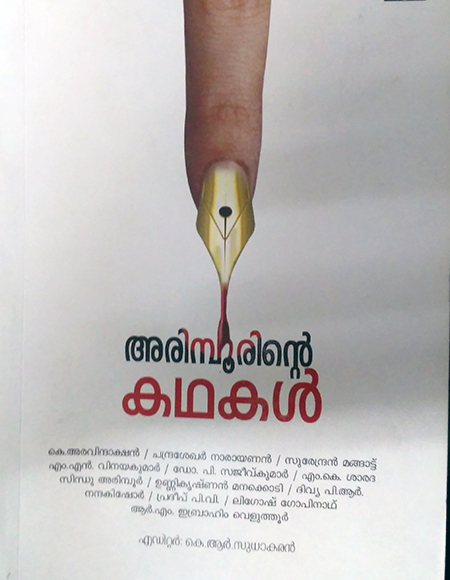 അരിമ്പൂരിന്റെ
കഥകൾ
കെ.അരവിന്ദാക്ഷൻ / ചന്ദ്രശേഖർ നാരായണൻ / സുരേന്ദ്രൻ മങ്ങാട്ട്
എം.എൻ. വിനയകുമാർ / ഡോ. പി. സജീവ്കുമാർ / എം.കെ. ശാരദ
സിന്ധു അരിമ്പൂർ / ഉണ്ണികൃഷ്ണൻ മനക്കൊടി / ദിവ്യ പി.ആർ.
നന്ദകിഷോർ / പ്രദീപ് പി.വി. / ലിഗോഷ് ഗോപിനാഥ്
ആർ.എം. ഇബ്രാഹിം വെളുത്തൂർ
എഡിറ്റർ: കെ.ആർ.സുധാകരൻ